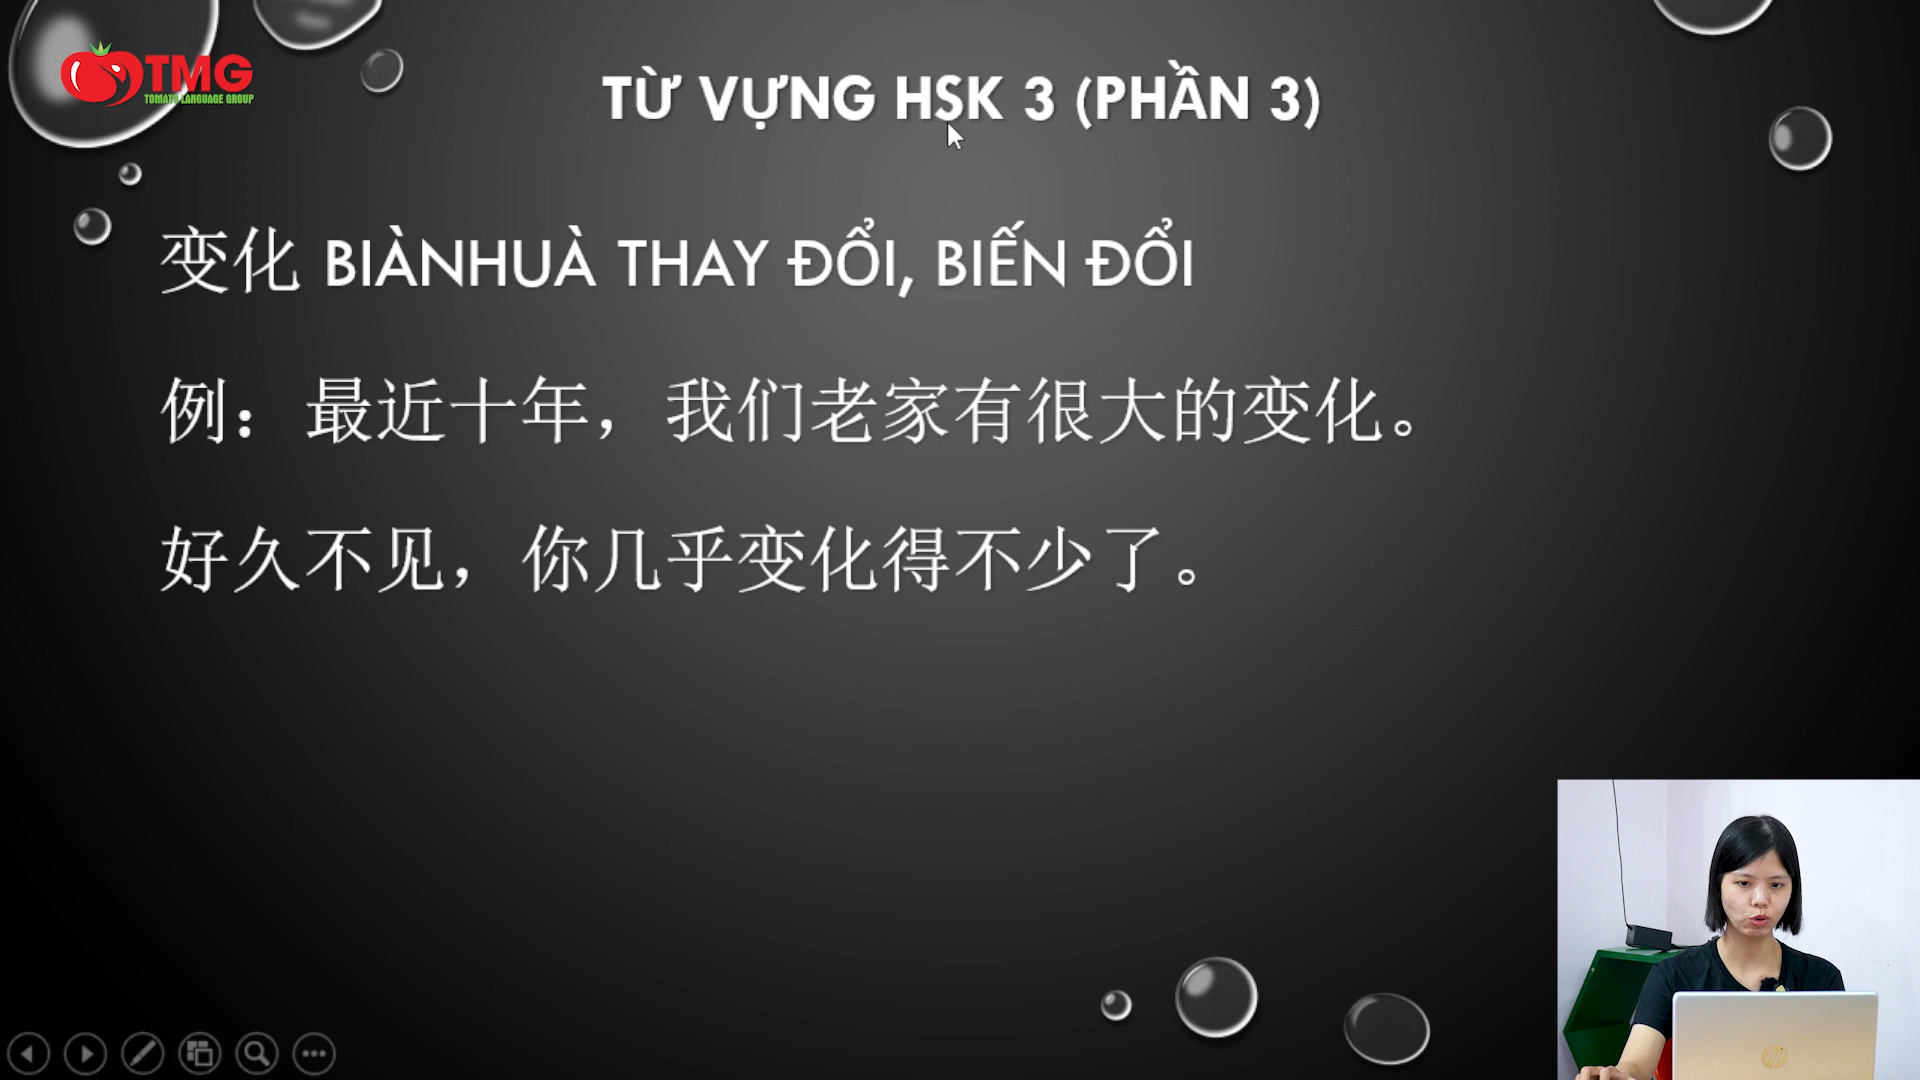 TMG
TOMATO LANGUAGE GROUP
TỪ VỰNG HSK 3 (PHẦN 3)
变化 BIÀNHUÀ THAY ĐỔI, BIẾN ĐỔI
例：最近十年，我们老家有很大的变化。
好久不见，你几乎变化得不少了。
hp